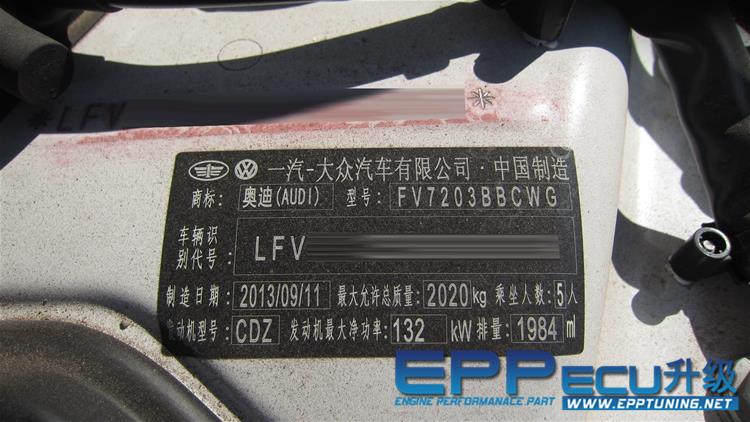 *LFV *
一汽-大众汽车有限公司·中国制造
商标: 奥迪(AUDI) 型号: FV7203BBCWG
车辆识
别代号: LFV
制造日期: 2013/09/11 最大允许总质量: 2020kg 乘坐人数: 5人
发动机型号: CDZ 发动机最大净功率: 132 kW 排量: 1984 ml
EPP ECU升级
ENGINE PERFORMANACE PART
WWW.EPPTUNING.NET